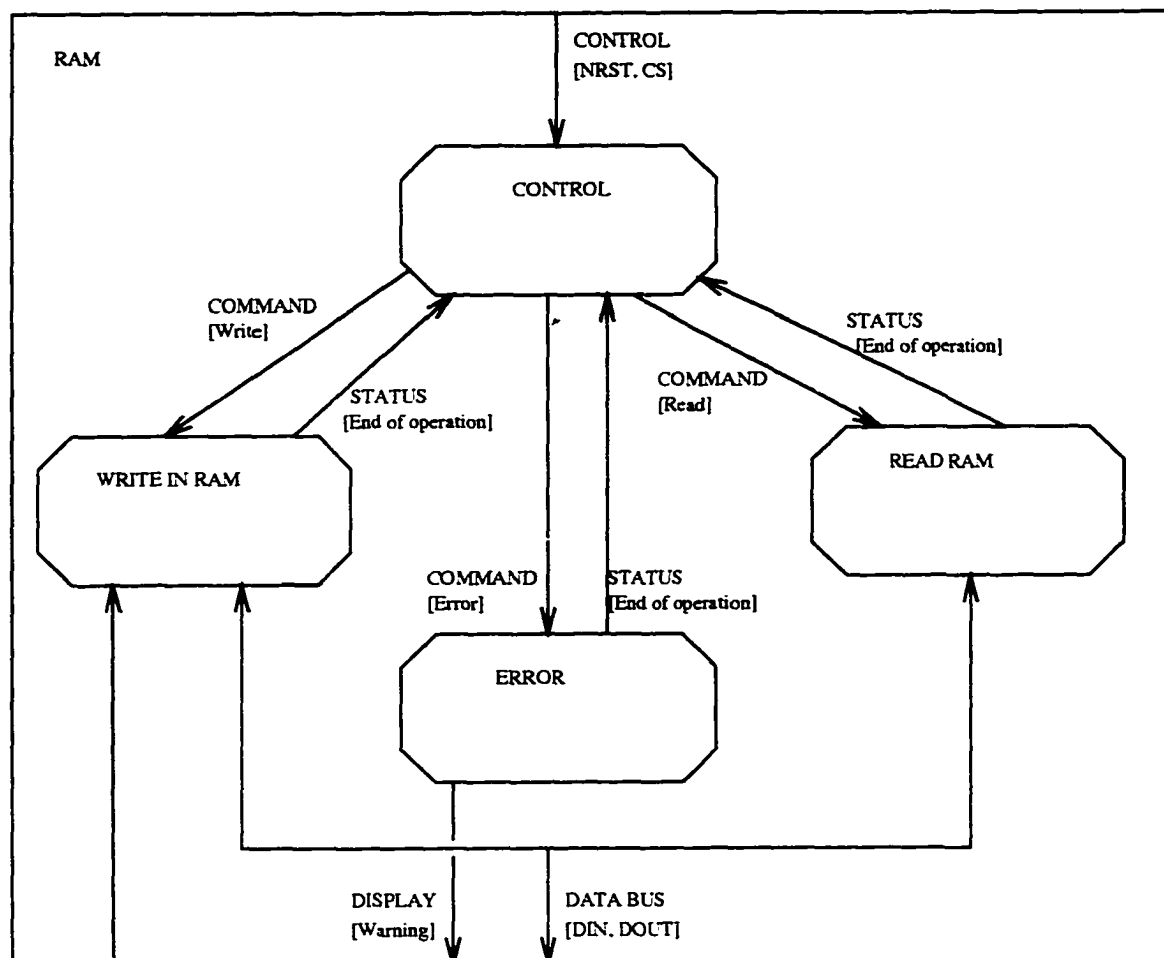 RAM
CONTROL
[NRST, CS]
CONTROL
COMMAND
[Write]
STATUS
[End of operation]
STATUS
[End of operation]
COMMAND
[Read]
WRITE IN RAM
READ RAM
COMMAND
[Error]
STATUS
[End of operation]
ERROR
DISPLAY
[Warning]
DATA BUS
[DIN, DOUT]